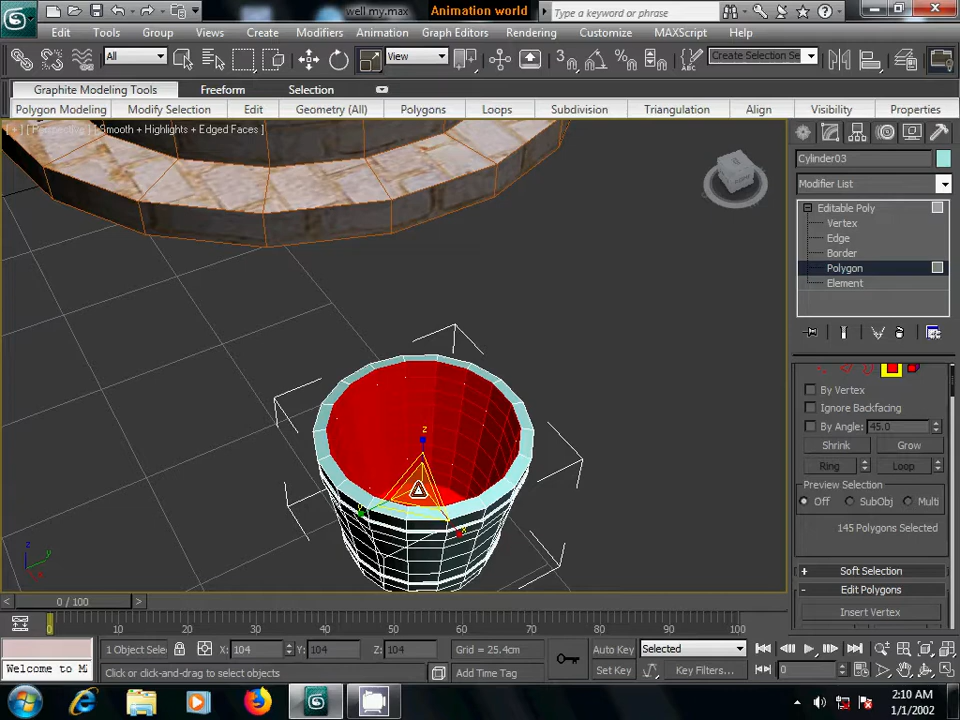 well my.max
Animation world
Type a keyword or phrase
Edit Tools Group Views Create Modifiers Animation Graph Editors Rendering Customize MAXScript Help
All
View
3
Create Selection Se
Graphite Modeling Tools Freeform Selection
Polygon Modeling Modify Selection Edit Geometry (All) Polygons Loops Subdivision Triangulation Align Visibility Properties
[ + ] [ Perspective ] [ Smooth + Highlights + Edged Faces ]
Cylinder03
Modifier List
Editable Poly
Vertex
Edge
Border
Polygon
Element
By Vertex
Ignore Backfacing
By Angle: 45.0
Shrink Grow
Ring Loop
Preview Selection
Off SubObj Multi
145 Polygons Selected
+ Soft Selection
- Edit Polygons
Insert Vertex
z
y
x
z
y
x
0 / 100
0 10 20 30 40 50 60 70 80 90 100
1 Object Sele X: 104 Y: 104 Z: 104 Grid = 25.4cm
Auto Key Selected
Welcome to M
Click or click-and-drag to select objects
Add Time Tag
Set Key Key Filters... 0
2:10 AM
1/1/2002